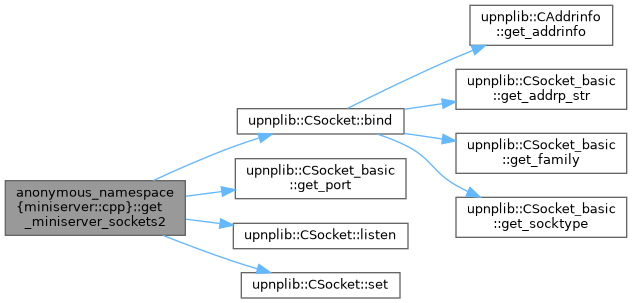 anonymous_namespace
{miniserver::cpp}::get
_miniserver_sockets2
upnplib::CSocket::bind
upnplib::CSocket_basic
::get_port
upnplib::CSocket::listen
upnplib::CSocket::set
upnplib::CAddrinfo
::get_addrinfo
upnplib::CSocket_basic
::get_addrp_str
upnplib::CSocket_basic
::get_family
upnplib::CSocket_basic
::get_socktype